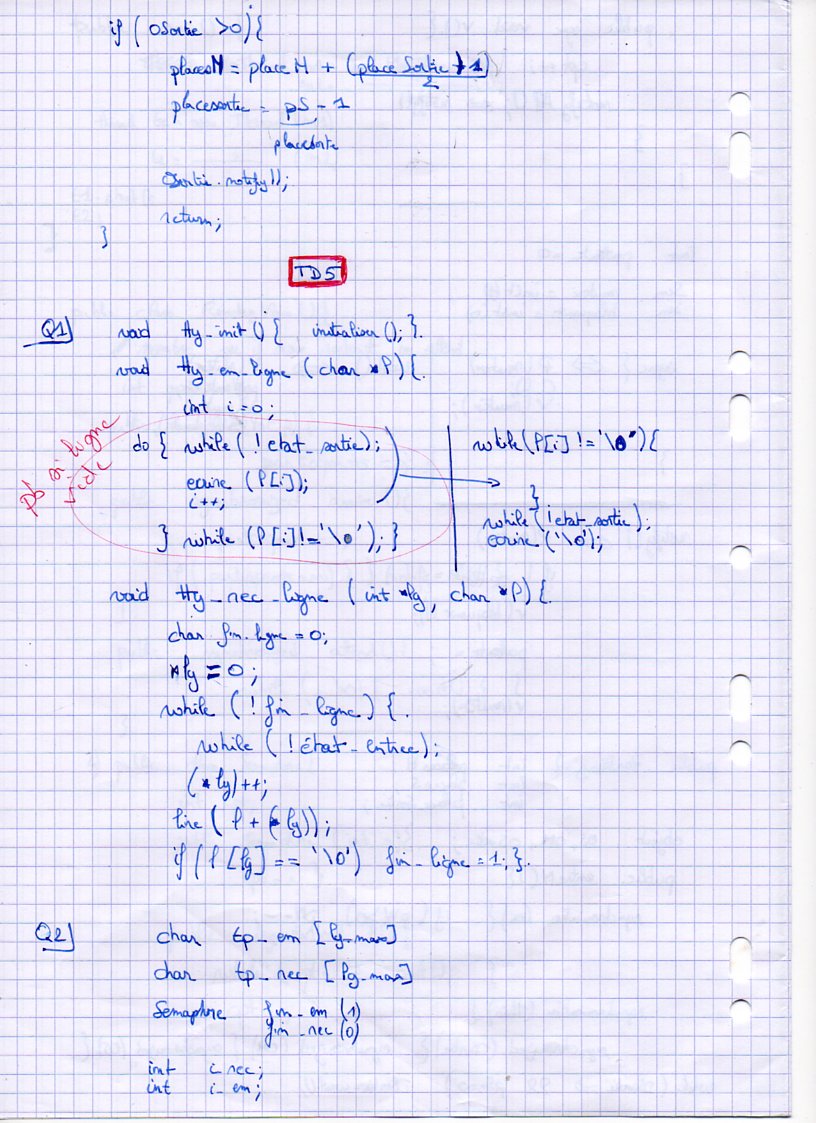 if ( OSortie >0){
placesM = place M + (place Sortie + 1)
2
placesortie = pS - 1
placesortie
OSortie.notify();
return;
}
TD5
Q1) void tty_init () { initialiser (); }.
void tty_em_ligne ( char *P) {.
int i=0;
Pb si ligne vide
do { while ( ! etat_sortie);
ecrire (P[i]);
i++;
} while (P[i]!='\0'); }
while (P[i] !='\0') {
}
while (!etat_sortie);
ecrire ('\0');
void tty_rec_ligne ( int *lg, char *P) {.
char fin_ligne = 0;
*lg = 0;
while ( ! fin_ligne) {.
while ( ! état_entree);
(*lg)++;
lire ( P + (*lg));
if ( P [lg] == '\0') fin_ligne = 1; }.
Q2) char tp_em [lg_max]
char tp_rec [lg_max]
Semaphore fin_em (1)
fin_rec (0)
int i_rec;
int i_em;